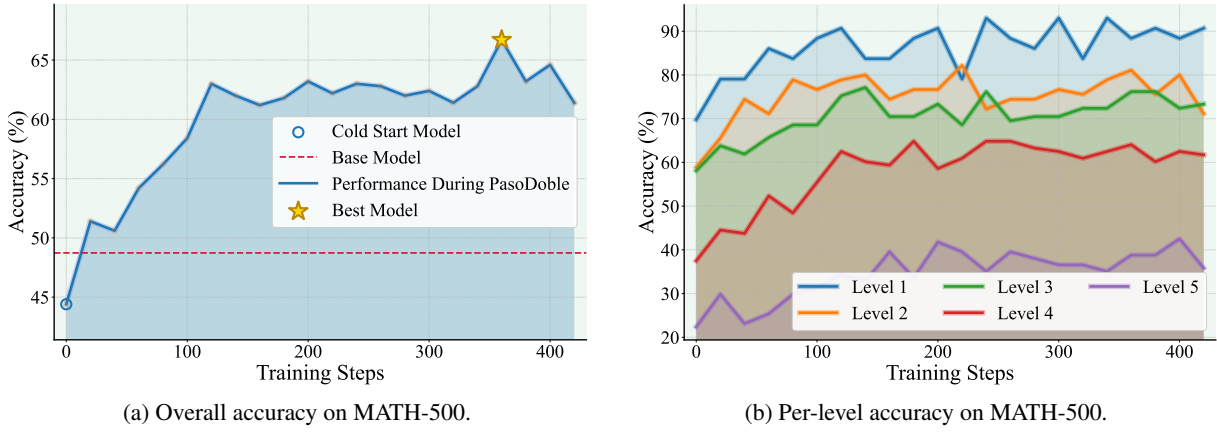 65
60
55
50
45
Accuracy (%)
0
100
200
300
400
Training Steps
Cold Start Model
Base Model
Performance During PasoDoble
Best Model
(a) Overall accuracy on MATH-500.
90
80
70
60
50
40
30
20
Accuracy (%)
0
100
200
300
400
Training Steps
Level 1 Level 3 Level 5
Level 2 Level 4
(b) Per-level accuracy on MATH-500.